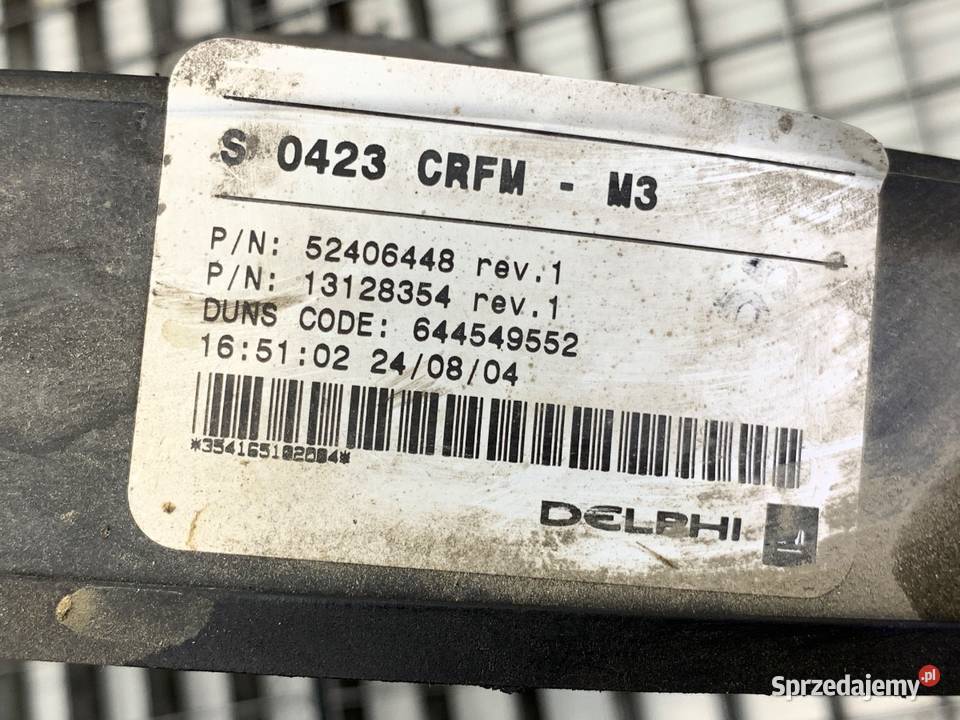 S 0423 CRFM - M3
P/N: 52406448 rev.1
P/N: 13128354 rev.1
DUNS CODE: 644549552
16:51:02 24/08/04
*354165102004*
DELPHI
Sprzedajemy.pl